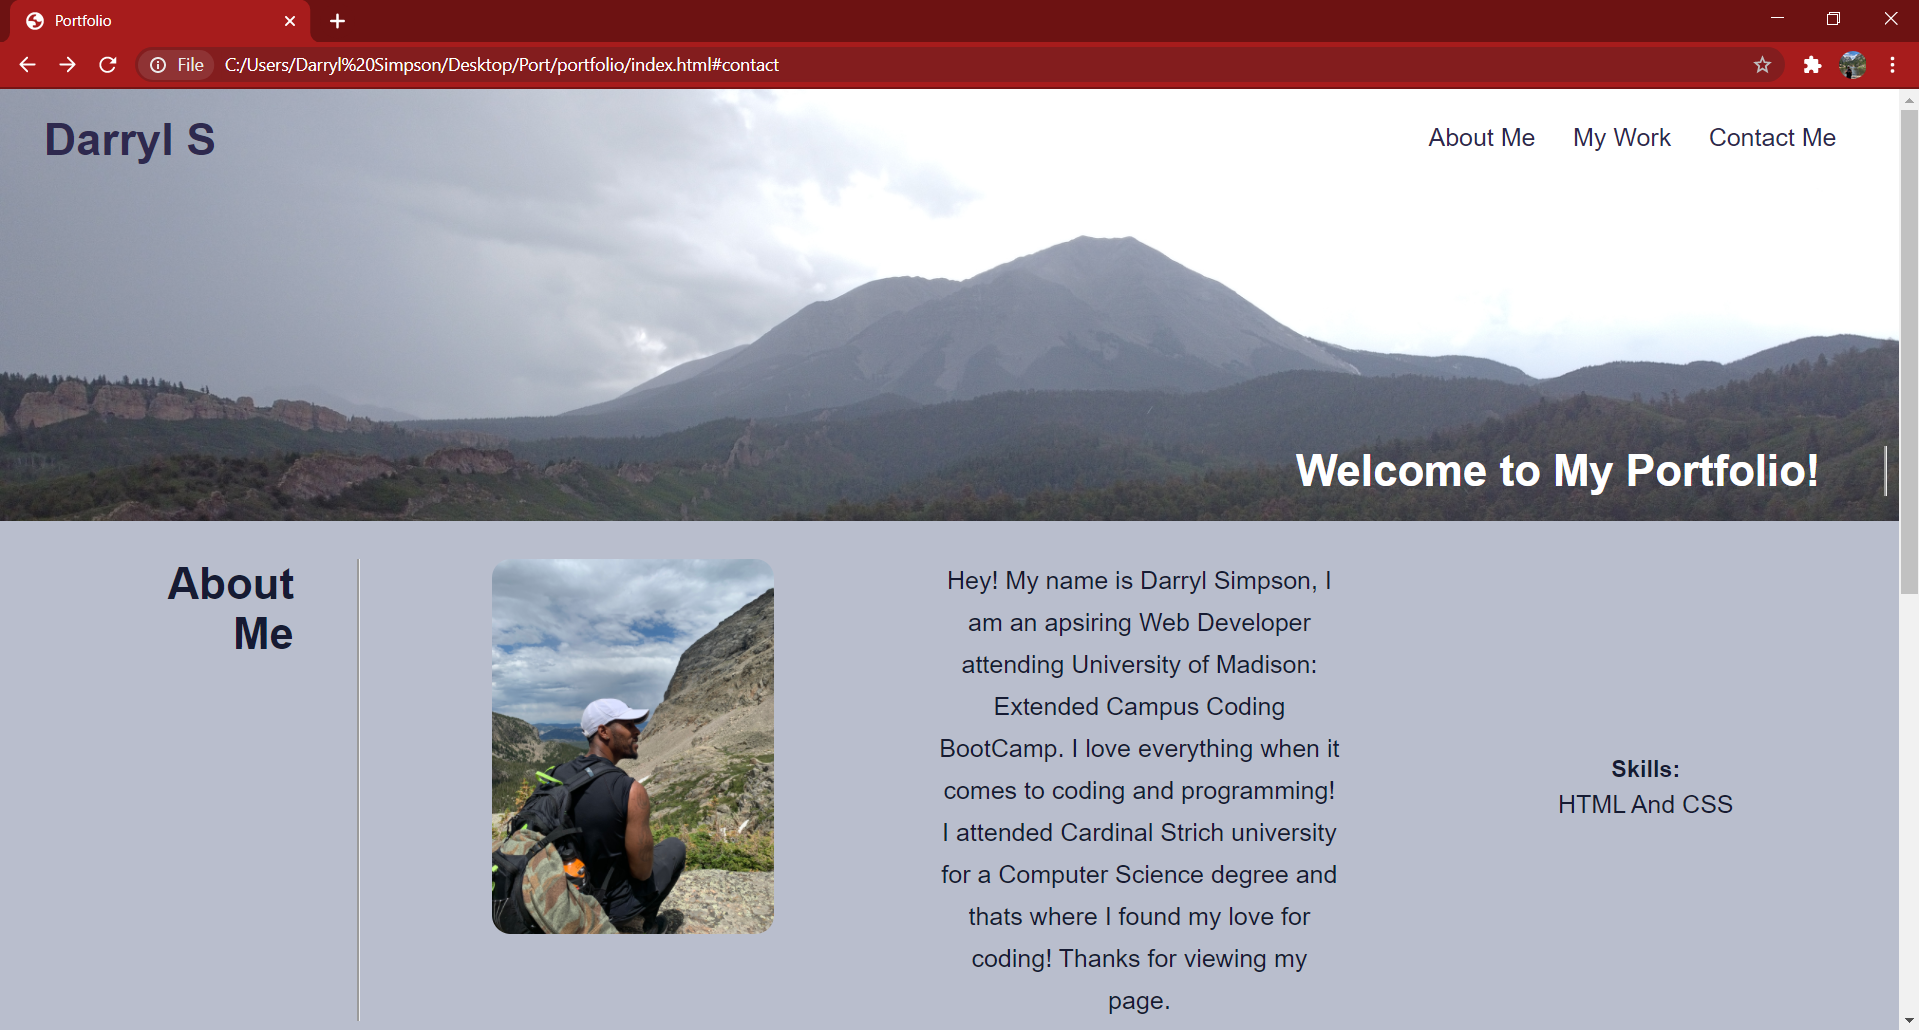 Portfolio
File C:/Users/Darryl%20Simpson/Desktop/Port/portfolio/index.html#contact
Darryl S
About Me My Work Contact Me
Welcome to My Portfolio!
About
Me
Hey! My name is Darryl Simpson, I
am an apsiring Web Developer
attending University of Madison:
Extended Campus Coding
BootCamp. I love everything when it
comes to coding and programming!
I attended Cardinal Strich university
for a Computer Science degree and
thats where I found my love for
coding! Thanks for viewing my
page.
Skills:
HTML And CSS